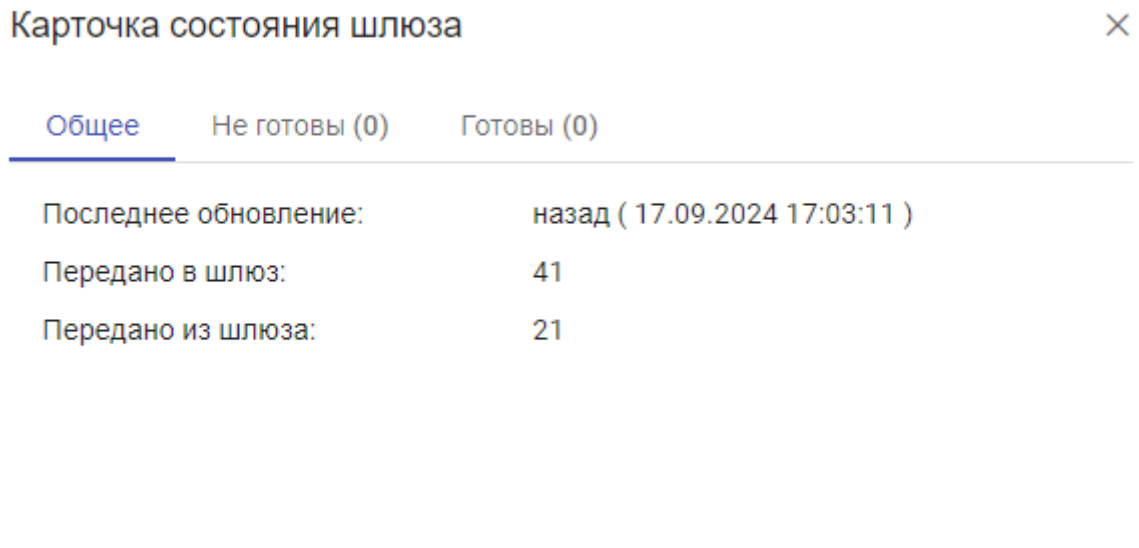 Карточка состояния шлюза
Общее Не готовы (0) Готовы (0)
Последнее обновление: назад ( 17.09.2024 17:03:11 )
Передано в шлюз: 41
Передано из шлюза: 21